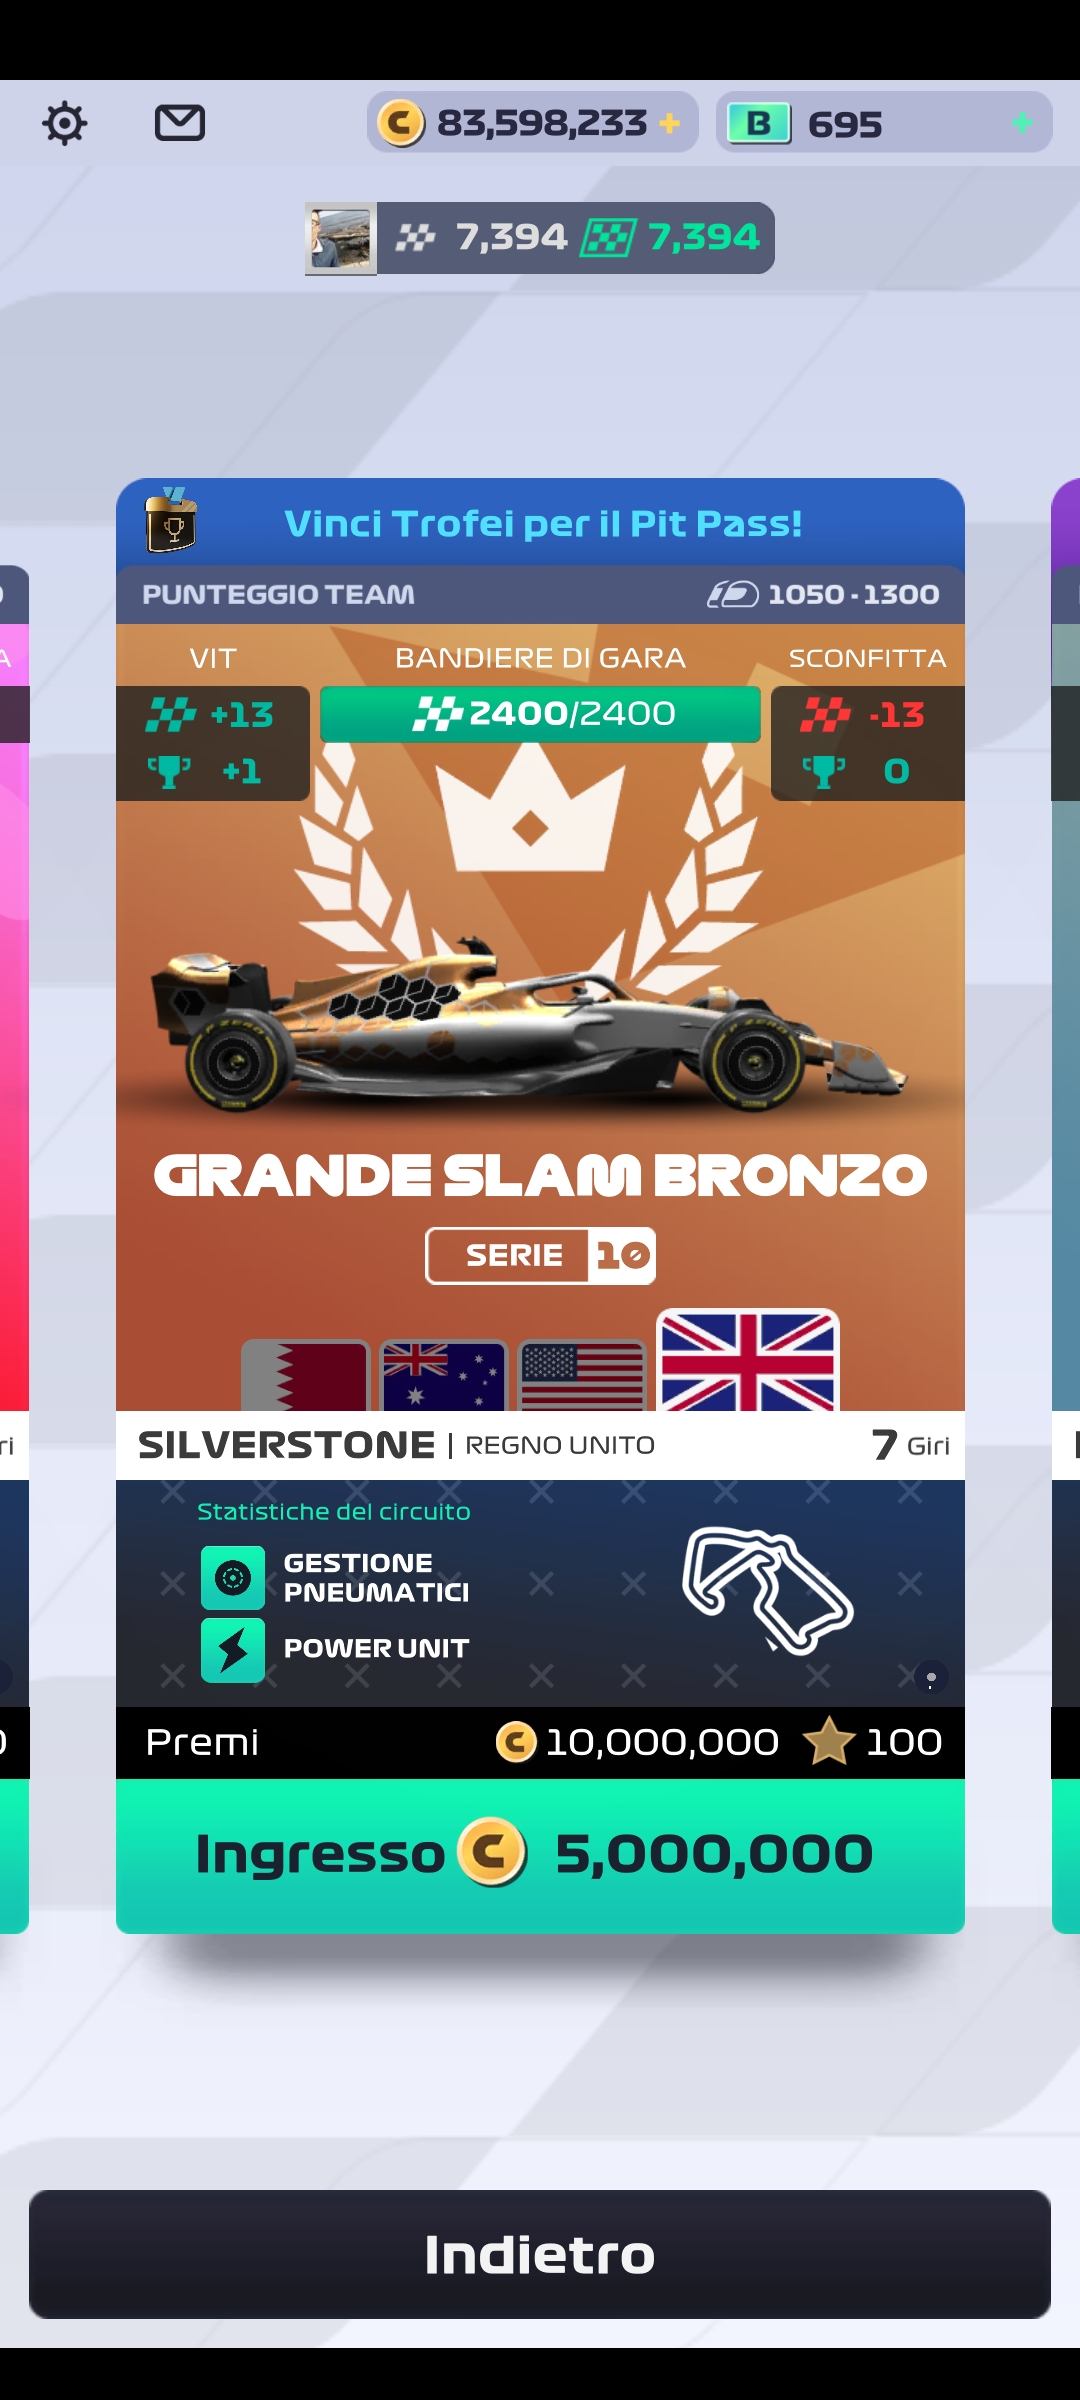 83,598,233 +
B 695 +
7,394 7,394
Vinci Trofei per il Pit Pass!
PUNTEGGIO TEAM 1050 - 1300
VIT BANDIERE DI GARA SCONFITTA
+13 2400/2400 -13
+1 0
GRANDE SLAM BRONZO
SERIE 10
SILVERSTONE | REGNO UNITO 7 Giri
Statistiche del circuito
GESTIONE
PNEUMATICI
POWER UNIT
Premi C 10,000,000 100
Ingresso C 5,000,000
Indietro